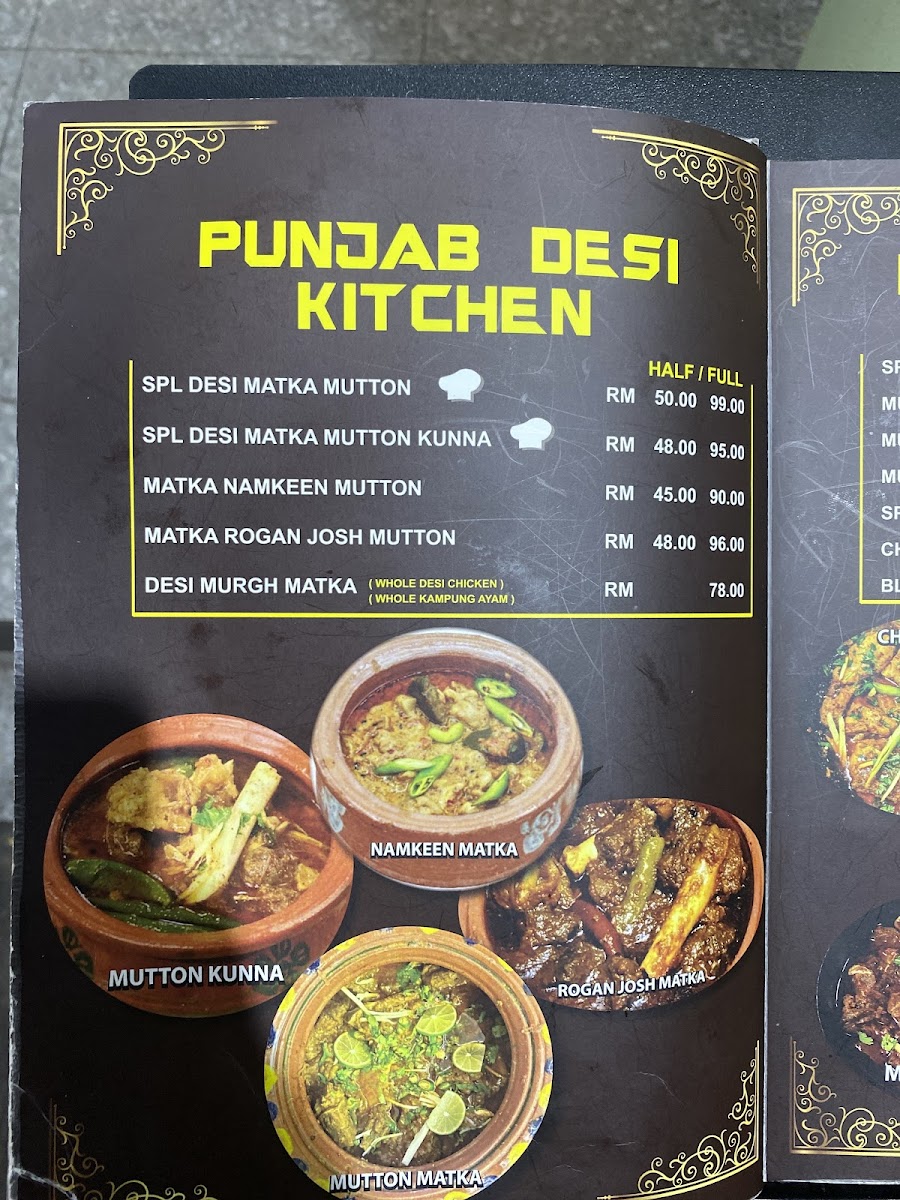 PUNJAB DESI
KITCHEN
HALF / FULL
SPL DESI MATKA MUTTON RM 50.00 99.00
SPL DESI MATKA MUTTON KUNNA RM 48.00 95.00
MATKA NAMKEEN MUTTON RM 45.00 90.00
MATKA ROGAN JOSH MUTTON RM 48.00 96.00
DESI MURGH MATKA ( WHOLE DESI CHICKEN ) RM 78.00
( WHOLE KAMPUNG AYAM )
NAMKEEN MATKA
MUTTON KUNNA
ROGAN JOSH MATKA
MUTTON MATKA